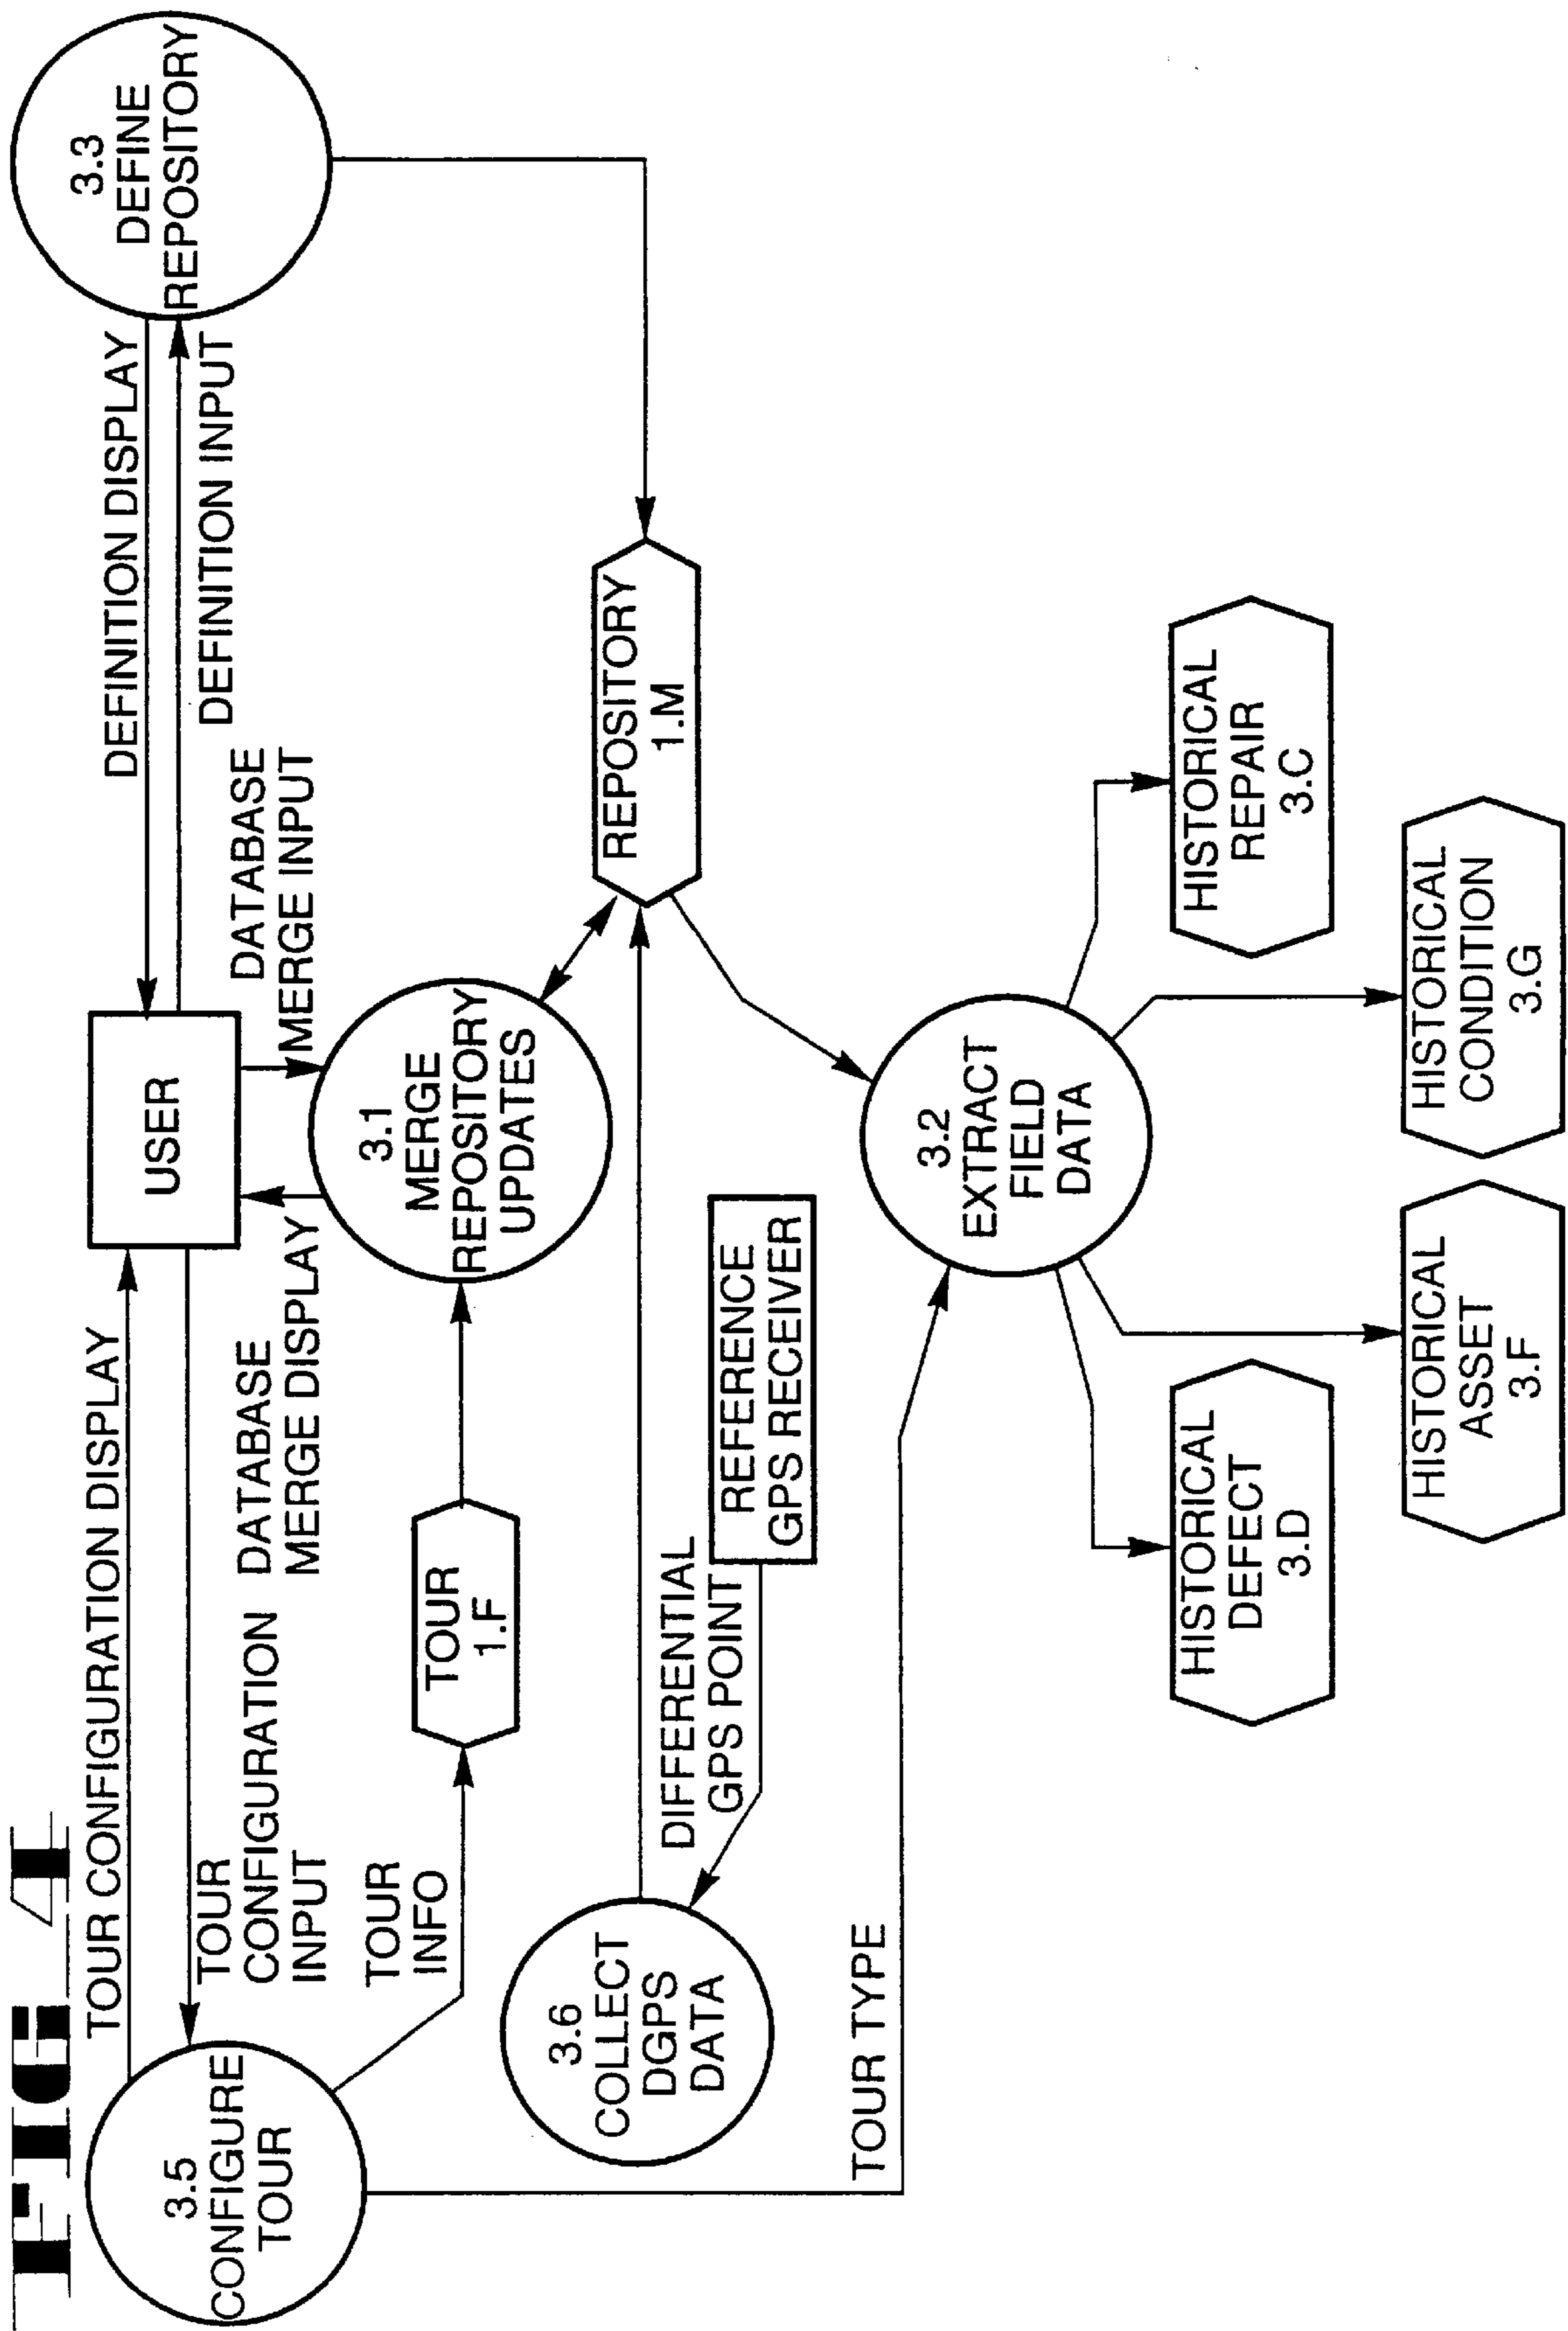 FIG 4
TOUR CONFIGURATION DISPLAY
DEFINITION DISPLAY
3.5
CONFIGURE
TOUR
USER
3.3
DEFINE
REPOSITORY
TOUR
CONFIGURATION
INPUT
DATABASE
MERGE DISPLAY
DATABASE
MERGE INPUT
DEFINITION INPUT
TOUR
INFO
TOUR
1.F
3.1
MERGE
REPOSITORY
UPDATES
3.6
COLLECT
DGPS
DATA
DIFFERENTIAL
GPS POINT
REFERENCE
GPS RECEIVER
REPOSITORY
1.M
TOUR TYPE
3.2
EXTRACT
FIELD
DATA
HISTORICAL
DEFECT
3.D
HISTORICAL
REPAIR
3.C
HISTORICAL
ASSET
3.F
HISTORICAL
CONDITION
3.G